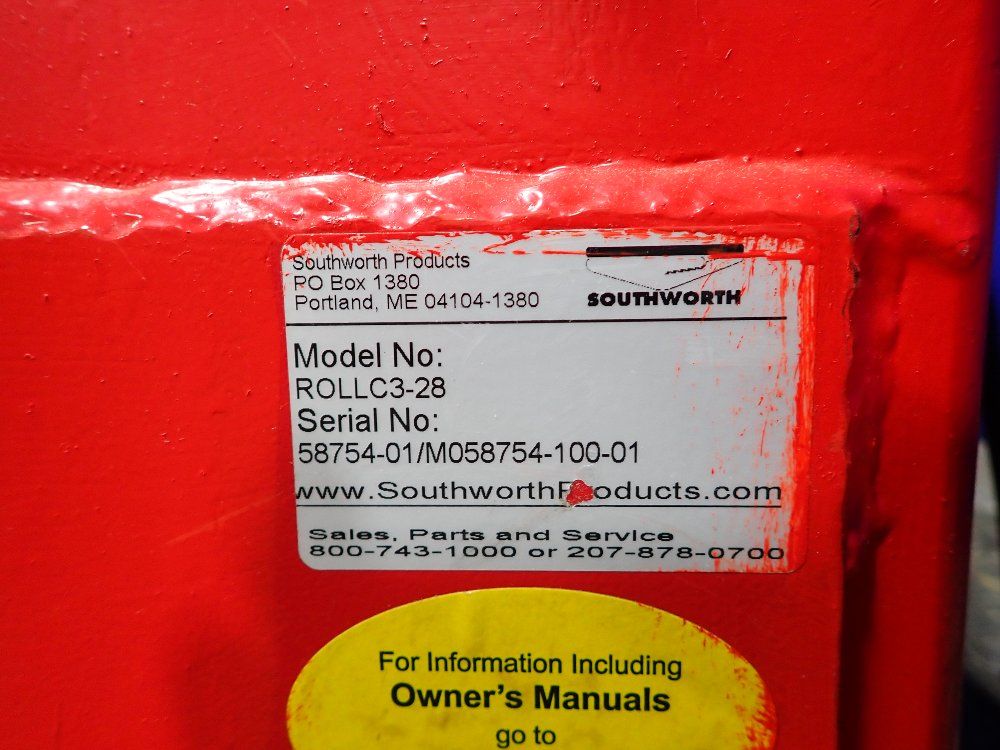 Southworth Products
PO Box 1380
Portland, ME 04104-1380
SOUTHWORTH
Model No:
ROLLC3-28
Serial No:
58754-01/M058754-100-01
www.SouthworthProducts.com
Sales, Parts and Service
800-743-1000 or 207-878-0700
For Information Including
Owner's Manuals
go to